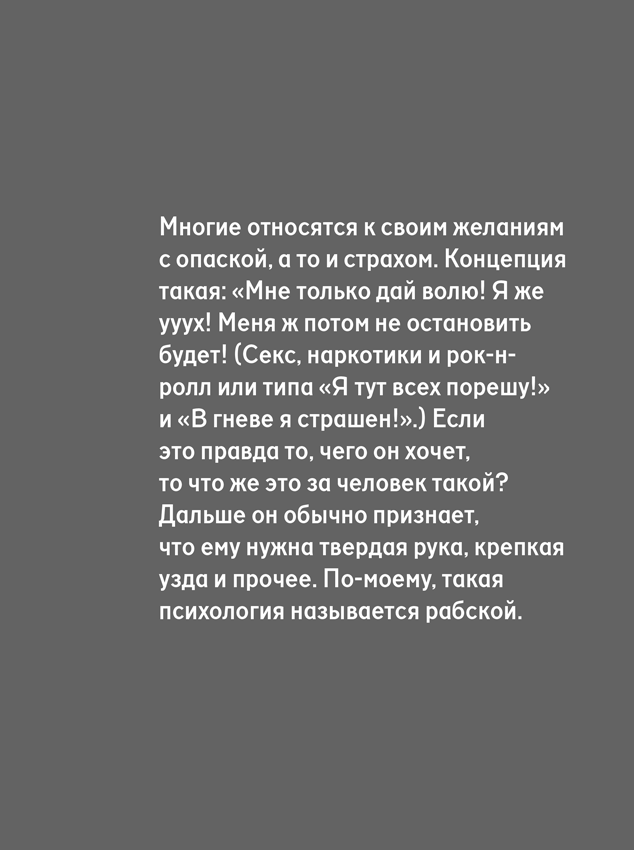 Многие относятся к своим желаниям
с опаской, а то и страхом. Концепция
такая: «Мне только дай волю! Я же
ууух! Меня ж потом не остановить
будет! (Секс, наркотики и рок-н-
ролл или типа «Я тут всех порешу!»
и «В гневе я страшен!».) Если
это правда то, чего он хочет,
то что же это за человек такой?
Дальше он обычно признает,
что ему нужна твердая рука, крепкая
узда и прочее. По-моему, такая
психология называется рабской.